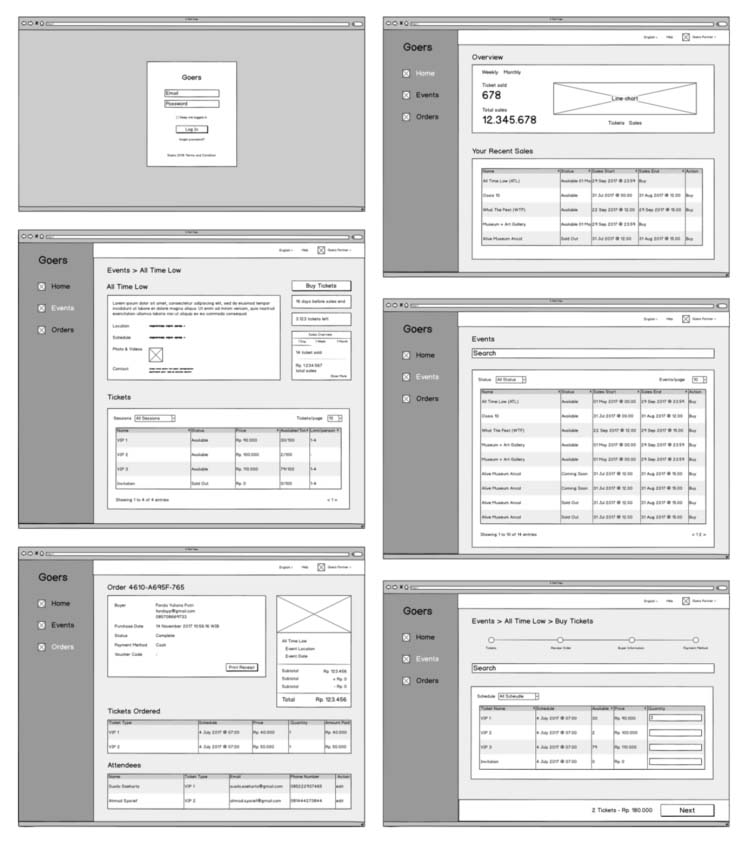 Goers
Email
Password
Keep me logged in
Log In
Forgot password?
Goers 2018 Terms and Condition
English
Help
Goers Partner
Goers
Home
Events
Orders
Overview
Weekly Monthly
Ticket sold
678
Total sales
12.345.678
Line chart
Tickets Sales
Your Recent Sales
Name Status Sales Start Sales End Action
All Time Low (ATL) Available 01 Ma 29 Sep 2017 @ 23:59 Buy
Oasis 10 Available 31 Jul 2017 @ 00.00 31 Aug 2017 @ 15.00 Buy
What The Fest (WTF) Available 22 Sep 2017 @ 12.00 29 Sep 2017 @ 15.00 Buy
Museum + Art Gallery Available 01 Ma 29 Sep 2017 @ 23.59 Buy
Alive Museum Ancol Sold Out 31 Jul 2017 @ 12.00 31 Aug 2017 @ 15.00 Buy
English
Help
Goers Partner
Goers
Home
Events
Orders
Events > All Time Low
All Time Low
Buy Tickets
Lorem ipsum dolor sit amet, consectetur adipiscing elit, sed do eiusmod tempor
incididunt ut labore et dolore magna aliqua. Ut enim ad minim veniam, quis nostrud
exercitation ullamco laboris nisi ut aliquip ex ea commodo consequat
Location
Schedule
Photo & Videos
Contact
16 days before sales end
3.123 tickets left
Sales Overview
1 Day 1 Week 1 Month
14 ticket sold
Rp. 1.234.567
total sales
Show More
Tickets
Sessions All Sessions
Tickets/page 10
Name Status Price Available/Total Limit/person
VIP 1 Available Rp. 90.000 30/100 1-4
VIP 2 Available Rp. 100.000 2/100 -
VIP 3 Available Rp. 110.000 79/100 1-4
Invitation Sold Out Rp. 0 0/100 1-4
Showing 1 to 4 of 4 entries
< 1 >
English
Help
Goers Partner
Goers
Home
Events
Orders
Events
Search
Status All Status
Events/page 10
Name Status Sales Start Sales End Action
All Time Low (ATL) Available 01 May 2017 @ 00.00 29 Sep 2017 @ 23.59 Buy
Oasis 10 Available 31 Jul 2017 @ 00.00 31 Aug 2017 @ 15.00 Buy
What The Fest (WTF) Available 22 Sep 2017 @ 12.00 29 Sep 2017 @ 15.00 Buy
Museum + Art Gallery Available 01 May 2017 @ 00.00 29 Sep 2017 @ 23.59 Buy
Museum + Art Gallery Available 01 May 2017 @ 00.00 29 Sep 2017 @ 23.59 Buy
Alive Museum Ancol Coming Soon 31 Jul 2017 @ 12.00 31 Aug 2017 @ 15.00 Buy
Alive Museum Ancol Coming Soon 31 Jul 2017 @ 12.00 31 Aug 2017 @ 15.00 Buy
Alive Museum Ancol Sold Out 31 Jul 2017 @ 12.00 31 Aug 2017 @ 15.00 Buy
Alive Museum Ancol Sold Out 31 Jul 2017 @ 12.00 31 Aug 2017 @ 15.00 Buy
Alive Museum Ancol Sold Out 31 Jul 2017 @ 12.00 31 Aug 2017 @ 15.00 Buy
Showing 1 to 10 of 14 entries
< 1 2 >
English
Help
Goers Partner
Goers
Home
Events
Orders
Order 4610-A695F-765
Buyer
085708669733
Purchase Date 14 November 2017 10:56:16 WIB
Status Complete
Payment Method Cash
Voucher Code -
Print Receipt
All Time Low
Event Location
Event Date
Subtotal Rp. 123.456
Subtotal + Rp. 0
Subtotal - Rp. 0
Total Rp. 123.456
Tickets Ordered
Ticket Type Schedule Price Quantity Amount Paid
VIP 1 4 July 2017 @ 07:00 Rp. 40.000 1 Rp. 40.000
VIP 2 4 July 2017 @ 07:00 Rp. 50.000 1 Rp. 50.000
Attendees
Name Ticket Type Email Phone Number Action
Susilo Soeharto VIP 1 susilo.soeharto@gmail.com 085222957465 edit
Ahmad Syarief VIP 2 ahmad.syarief@gmail.com 081444273844 edit
English
Help
Goers Partner
Goers
Home
Events
Orders
Events > All Time Low > Buy Tickets
Tickets
Review Order
Buyer Information
Payment Method
Search
Schedule All Schedule
Ticket Name Schedule Available Price Quantity
VIP 1 4 July 2017 @ 07:00 30 Rp. 90.000 2
VIP 2 4 July 2017 @ 07:00 2 Rp. 100.000
VIP 3 4 July 2017 @ 07:00 79 Rp. 110.000
Invitation 4 July 2017 @ 07:00 0 Rp. 0
2 Tickets - Rp. 180.000
Next